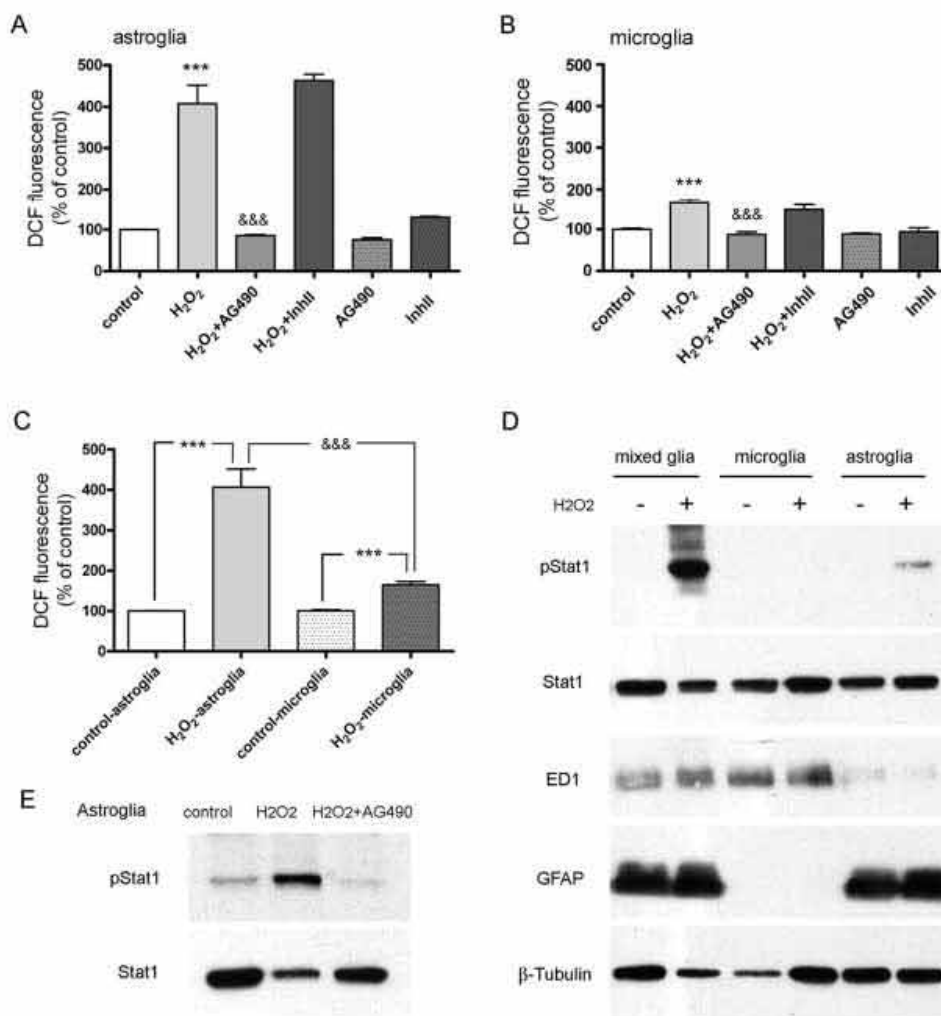 A
astroglia
DCF fluorescence
(% of control)
500
400
300
200
100
0
***
&&&
control
H₂O₂
H₂O₂+AG490
H₂O₂+InhII
AG490
InhII
B
microglia
DCF fluorescence
(% of control)
500
400
300
200
100
0
***
&&&
control
H₂O₂
H₂O₂+AG490
H₂O₂+InhII
AG490
InhII
C
DCF fluorescence
(% of control)
500
400
300
200
100
0
***
&&&
***
control-astroglia
H₂O₂-astroglia
control-microglia
H₂O₂-microglia
D
mixed glia microglia astroglia
H2O2 - + - + - +
pStat1
Stat1
ED1
GFAP
β-Tubulin
E
Astroglia control H2O2 H2O2+AG490
pStat1
Stat1